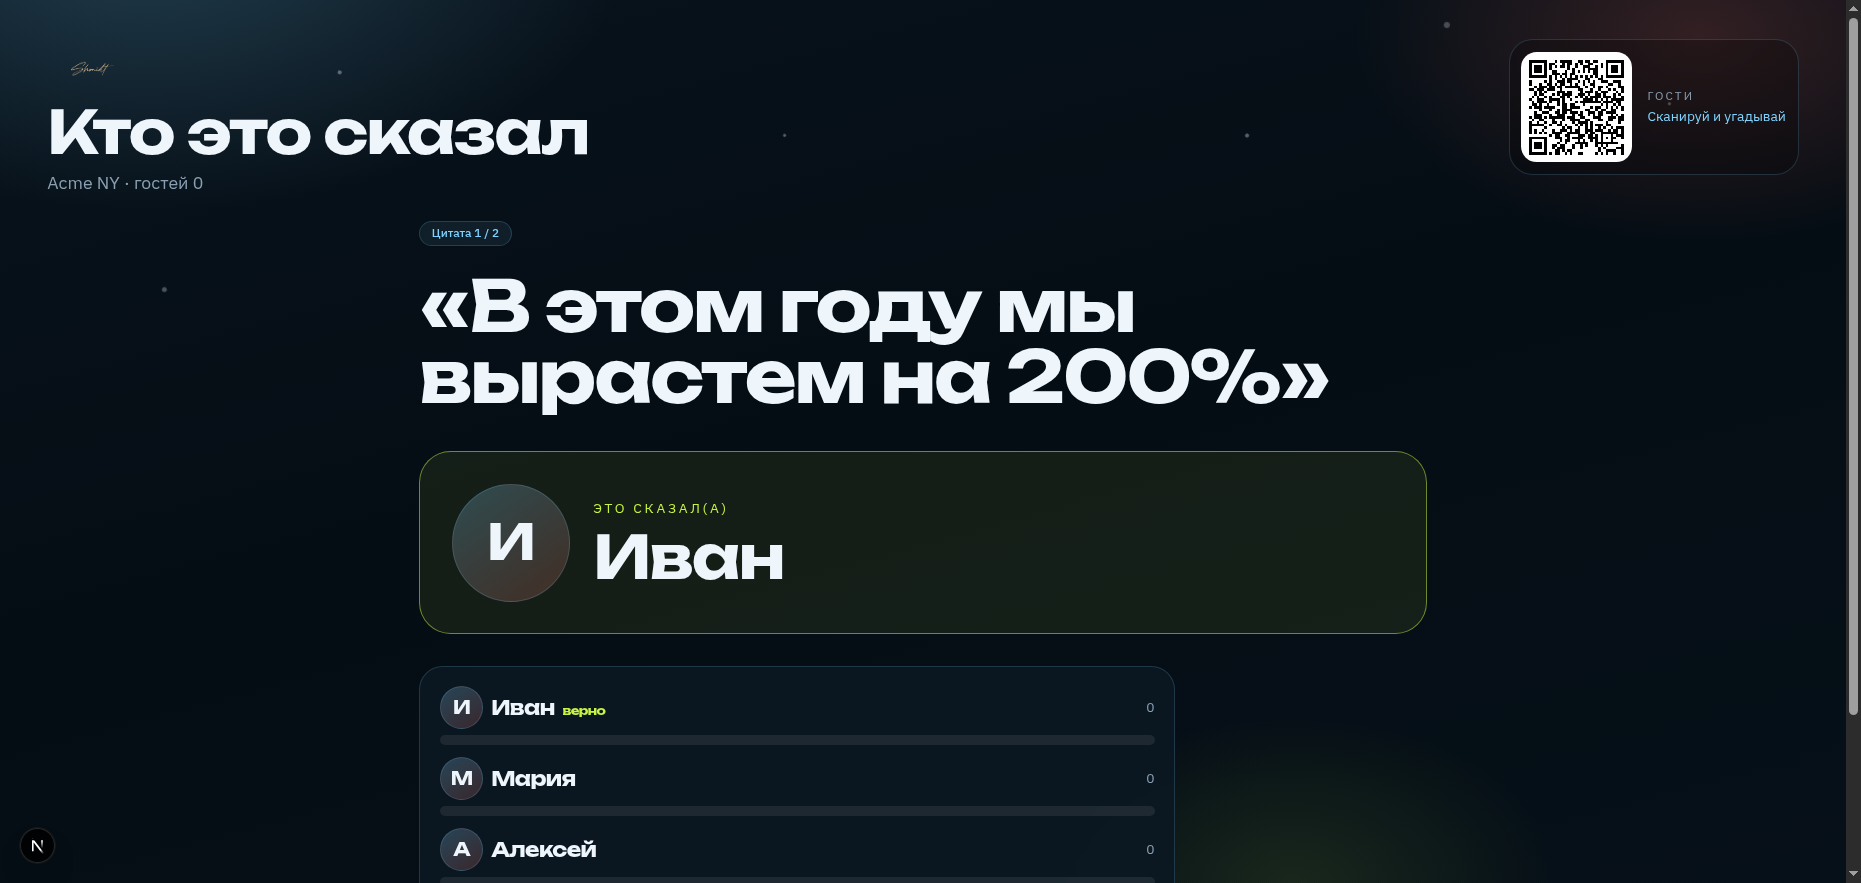 Shmidt
Кто это сказал
Acme NY · гостей 0
ГОСТИ
Сканируй и угадывай
Цитата 1 / 2
«В этом году мы
вырастем на 200%»
И
ЭТО СКАЗАЛ(А)
Иван
И Иван верно 0
М Мария 0
А Алексей 0
N